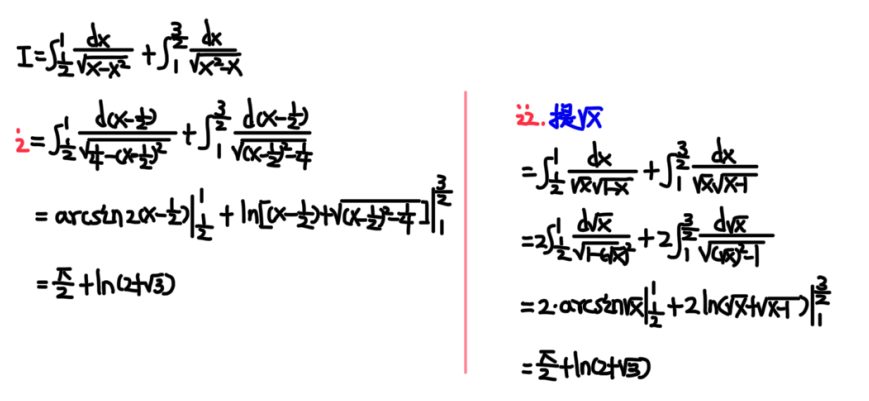 I = ∫_{1/2}^{1} dx/√(x-x²) + ∫_{1}^{3/2} dx/√(x²-x)
i = ∫_{1/2}^{1} d(x-1/2)/√(1/4-(x-1/2)²) + ∫_{1}^{3/2} d(x-1/2)/√((x-1/2)²-1/4)
= arcsin2(x-1/2)|_{1/2}^{1} + ln[(x-1/2)+√((x-1/2)²-1/4)]|_{1}^{3/2}
= π/2 + ln(2+√3)
ii. 提√x
= ∫_{1/2}^{1} dx/(√x√(1-x)) + ∫_{1}^{3/2} dx/(√x√(x-1))
= 2∫_{1/2}^{1} d√x/√(1-(√x)²) + 2∫_{1}^{3/2} d√x/√((√x)²-1)
= 2·arcsin√x|_{1/2}^{1} + 2ln(√x+√(x-1))|_{1}^{3/2}
= π/2 + ln(2+√3)